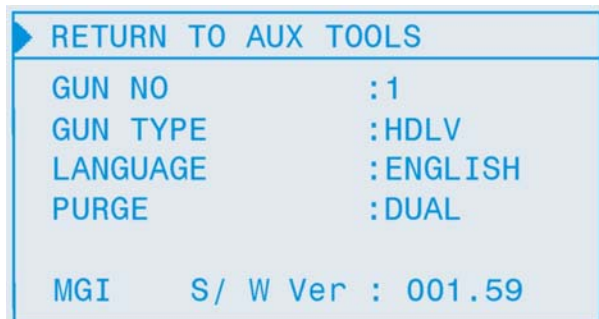 RETURN TO AUX TOOLS
GUN NO :1
GUN TYPE :HDLV
LANGUAGE :ENGLISH
PURGE :DUAL
MGI S/ W Ver : 001.59